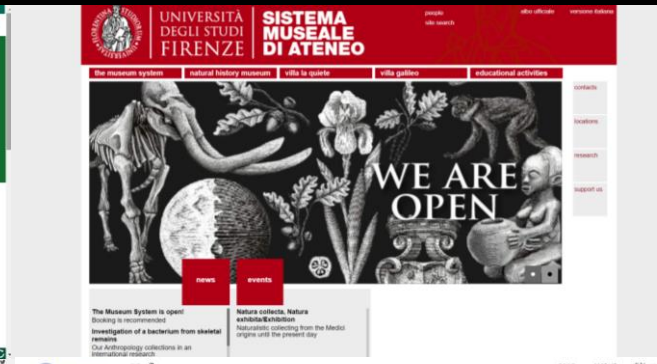 UNIVERSITÀ
DEGLI STUDI
FIRENZE
SISTEMA
MUSEALE
DI ATENEO
people
site search
albo ufficiale
versione italiana
the museum system
natural history museum
villa la quiete
villa galileo
educational activities
contacts
locations
research
support us
WE ARE
OPEN
news
events
The Museum System is open!
Booking is recommended
Investigation of a bacterium from skeletal
remains
Our Anthropology collections in an
international research
Natura collecta, Natura
exhibita/Exhibition
Naturalistic collecting from the Medici
origins until the present day